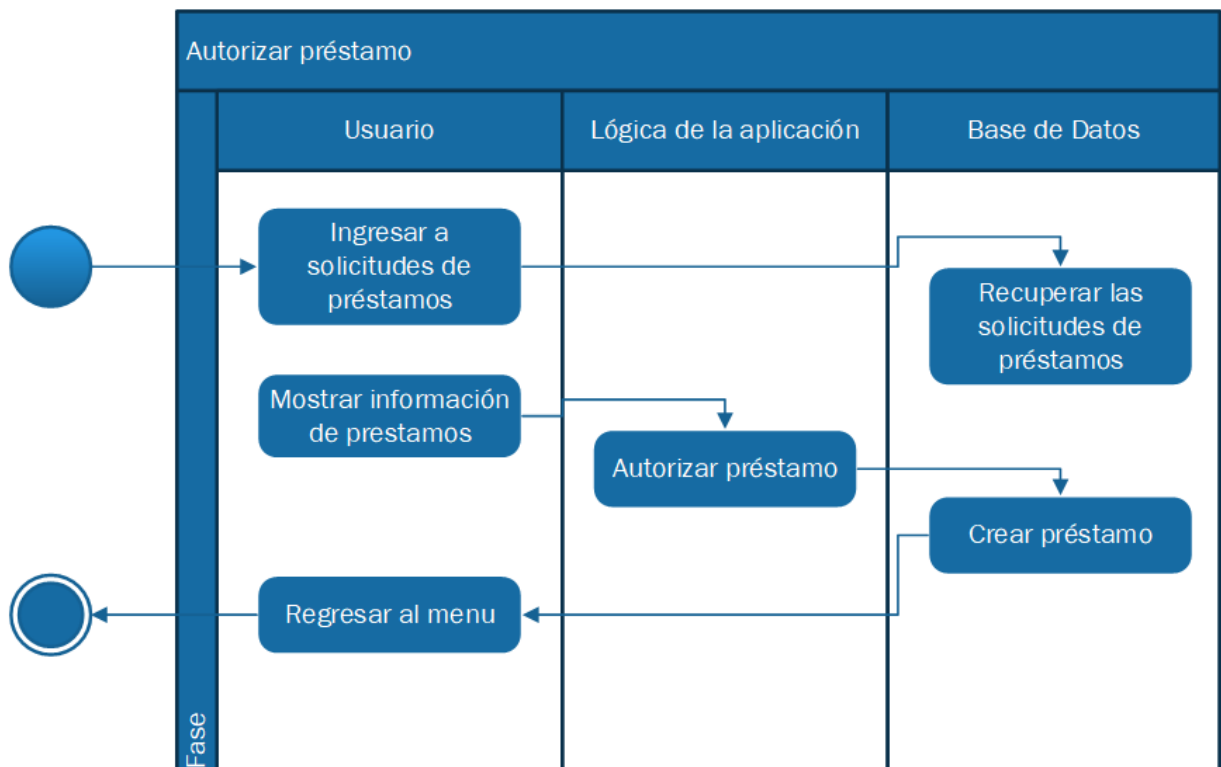 Autorizar préstamo
Usuario
Lógica de la aplicación
Base de Datos
Ingresar a
solicitudes de
préstamos
Recuperar las
solicitudes de
préstamos
Mostrar información
de prestamos
Autorizar préstamo
Crear préstamo
Regresar al menu
Fase